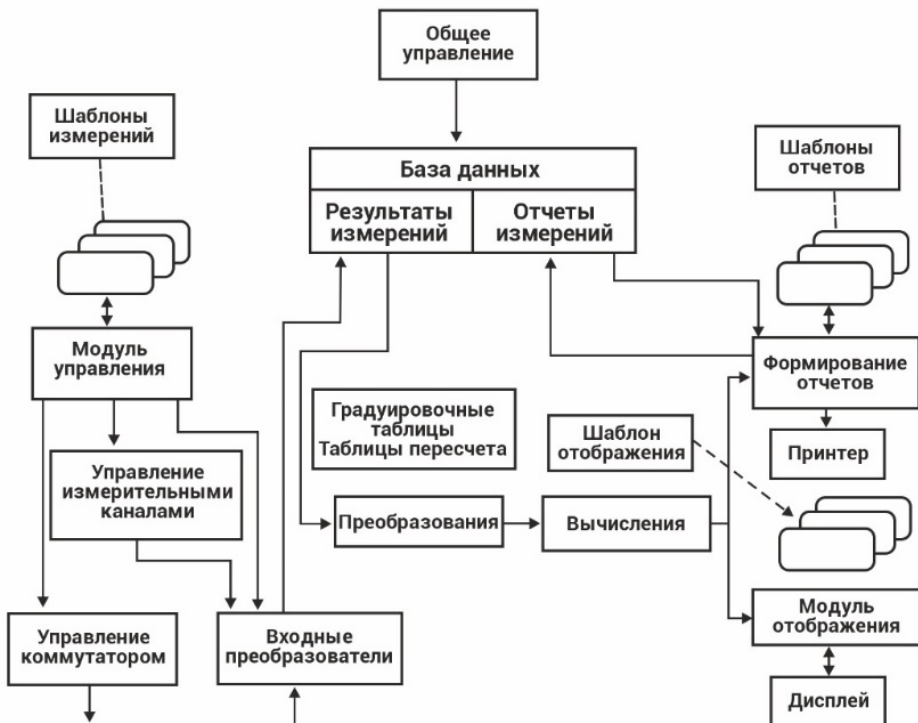 Общее
управление
Шаблоны
измерений
Шаблоны
отчетов
База данных
Результаты
измерений
Отчеты
измерений
Модуль
управления
Формирование
отчетов
Градуировочные
таблицы
Таблицы пересчета
Шаблон
отображения
Принтер
Управление
измерительными
каналами
Преобразования
Вычисления
Управление
коммутатором
Входные
преобразователи
Модуль
отображения
Дисплей